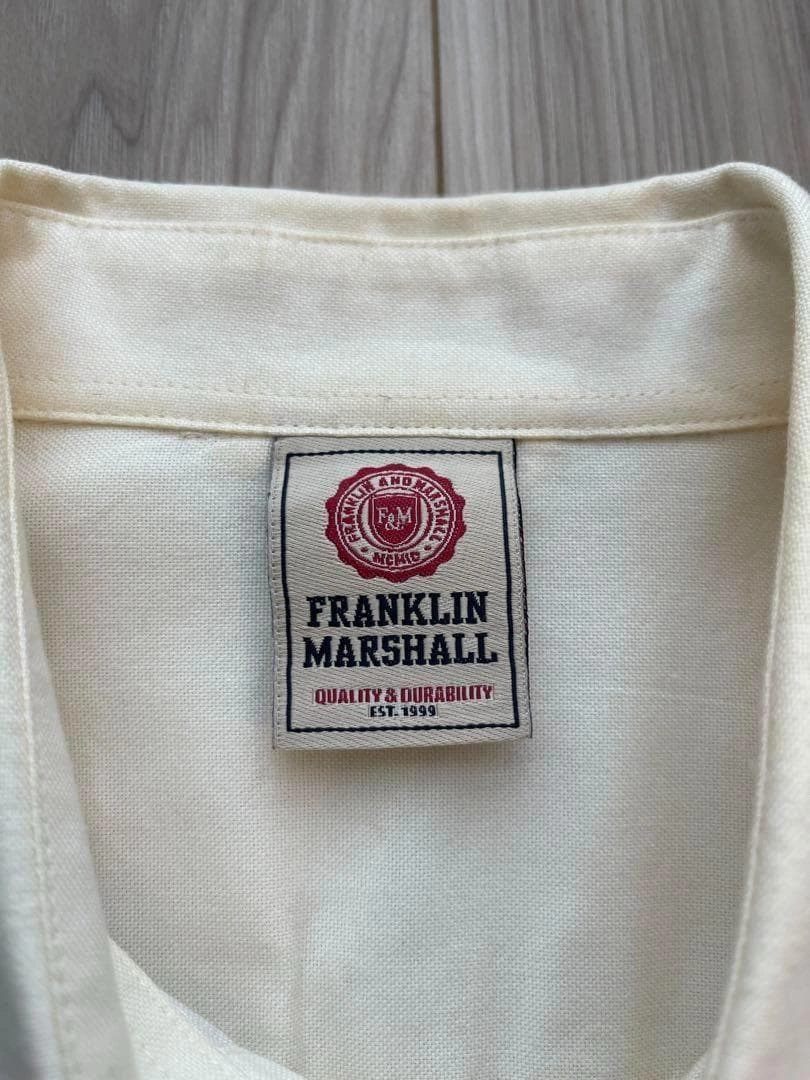 FRANKLIN AND MARSHALL
F&M
MCMIC
FRANKLIN
MARSHALL
QUALITY & DURABILITY
EST. 1999